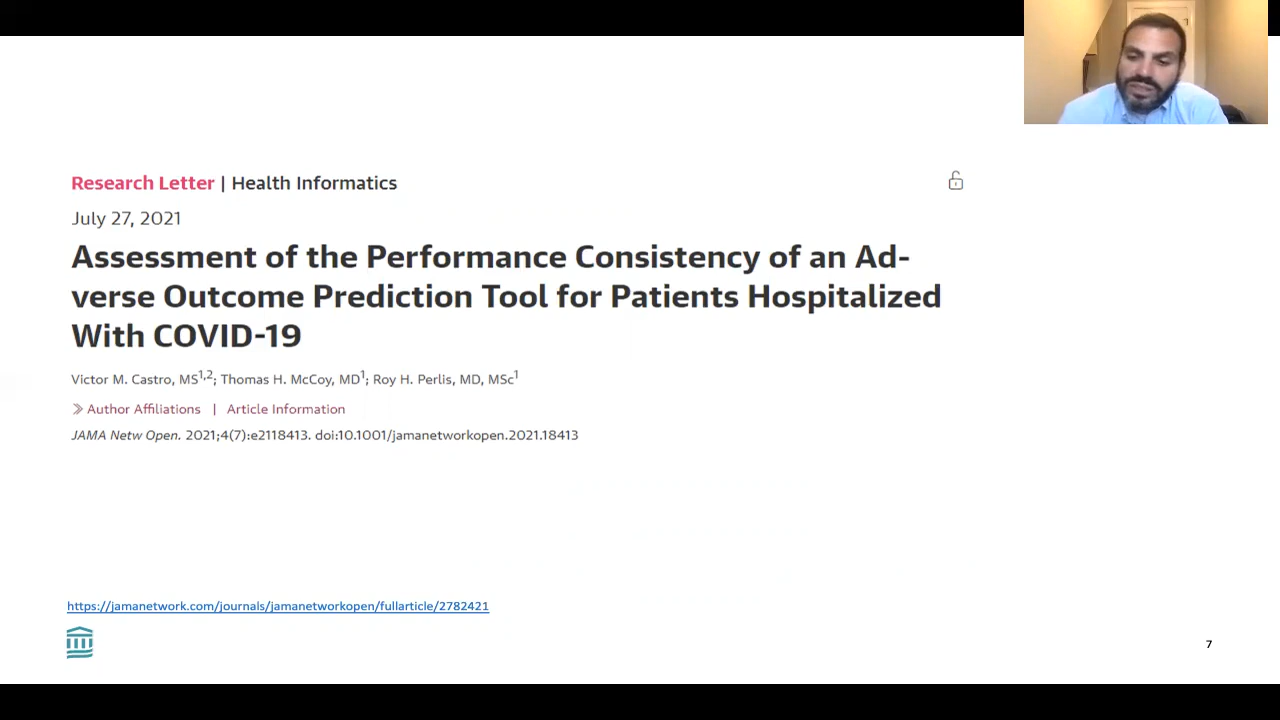 Research Letter | Health Informatics
July 27, 2021
Assessment of the Performance Consistency of an Ad-
verse Outcome Prediction Tool for Patients Hospitalized
With COVID-19
Victor M. Castro, MS1,2; Thomas H. McCoy, MD1; Roy H. Perlis, MD, MSc1
Author Affiliations | Article Information
JAMA Netw Open. 2021;4(7):e2118413. doi:10.1001/jamanetworkopen.2021.18413
https://jamanetwork.com/journals/jamanetworkopen/fullarticle/2782421
7